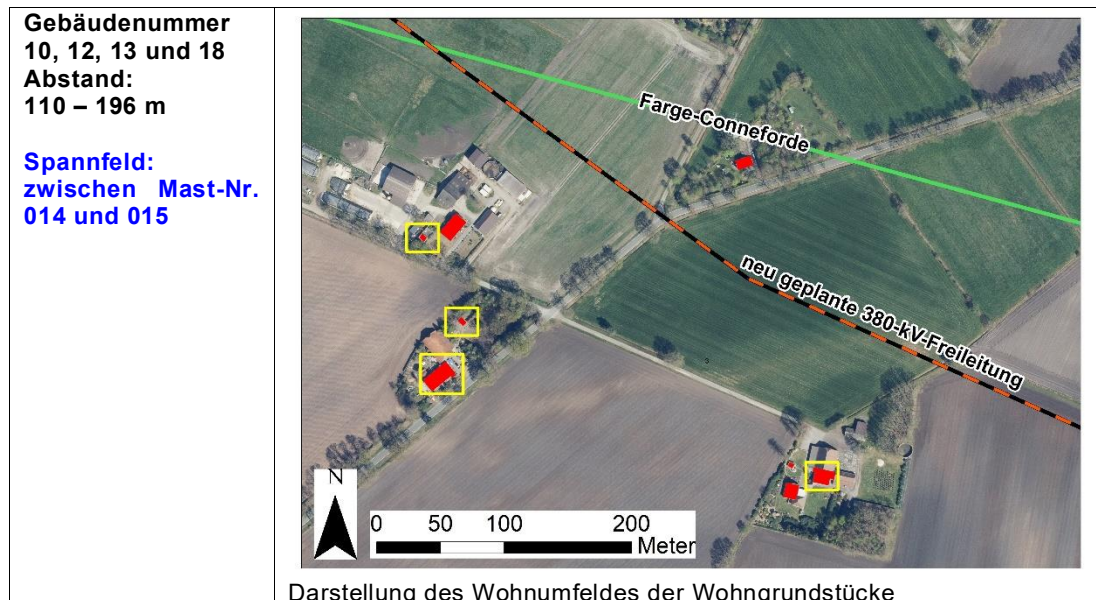 Gebäudenummer
10, 12, 13 und 18
Abstand:
110 – 196 m
Spannfeld:
zwischen Mast-Nr.
014 und 015
Farge-Conneforde
neu geplante 380-kV-Freileitung
N
0 50 100 200
Meter
Darstellung des Wohnumfeldes der Wohngrundstücke